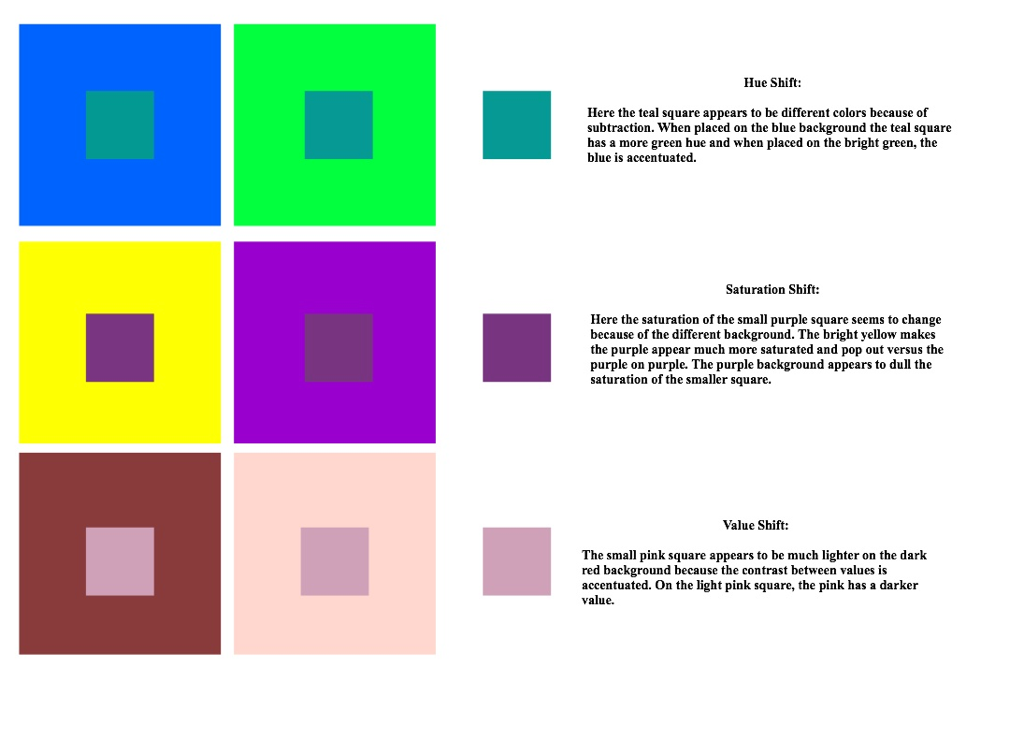 Hue Shift:
Here the teal square appears to be different colors because of
subtraction. When placed on the blue background the teal square
has a more green hue and when placed on the bright green, the
blue is accentuated.
Saturation Shift:
Here the saturation of the small purple square seems to change
because of the different background. The bright yellow makes
the purple appear much more saturated and pop out versus the
purple on purple. The purple background appears to dull the
saturation of the smaller square.
Value Shift:
The small pink square appears to be much lighter on the dark
red background because the contrast between values is
accentuated. On the light pink square, the pink has a darker
value.